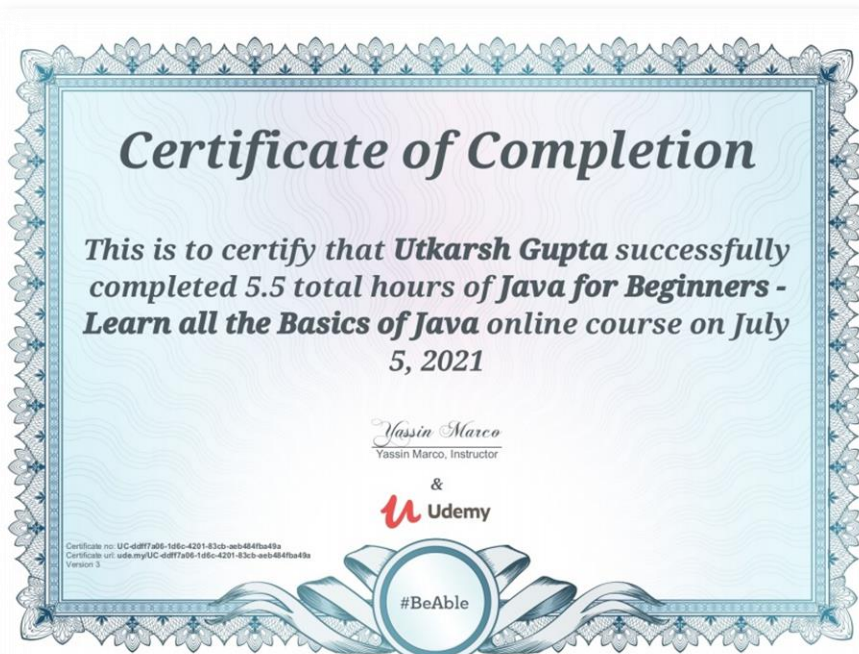 Certificate of Completion
This is to certify that Utkarsh Gupta successfully
completed 5.5 total hours of Java for Beginners -
Learn all the Basics of Java online course on July
5, 2021
Yassin Marco
Yassin Marco, Instructor
&
Udemy
Certificate no: UC-ddff7a06-1d6c-4201-83cb-aeb484fba49a
Certificate url: ude.my/UC-ddff7a06-1d6c-4201-83cb-aeb484fba49a
Version 3
#BeAble